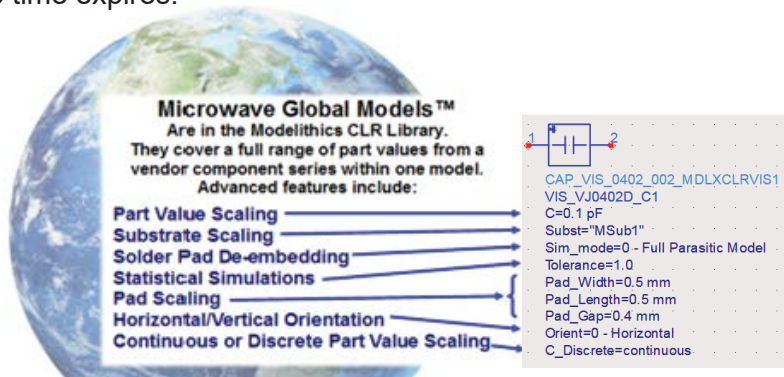 time expires.
Microwave Global Models™
Are in the Modelithics CLR Library.
They cover a full range of part values from a
vendor component series within one model.
Advanced features include:
Part Value Scaling
Substrate Scaling
Solder Pad De-embedding
Statistical Simulations
Pad Scaling
Horizontal/Vertical Orientation
Continuous or Discrete Part Value Scaling
1 2
CAP_VIS_0402_002_MDLXCLRVIS1
VIS_VJ0402D_C1
C=0.1 pF
Subst="MSub1"
Sim_mode=0 - Full Parasitic Model
Tolerance=1.0
Pad_Width=0.5 mm
Pad_Length=0.5 mm
Pad_Gap=0.4 mm
Orient=0 - Horizontal
C_Discrete=continuous